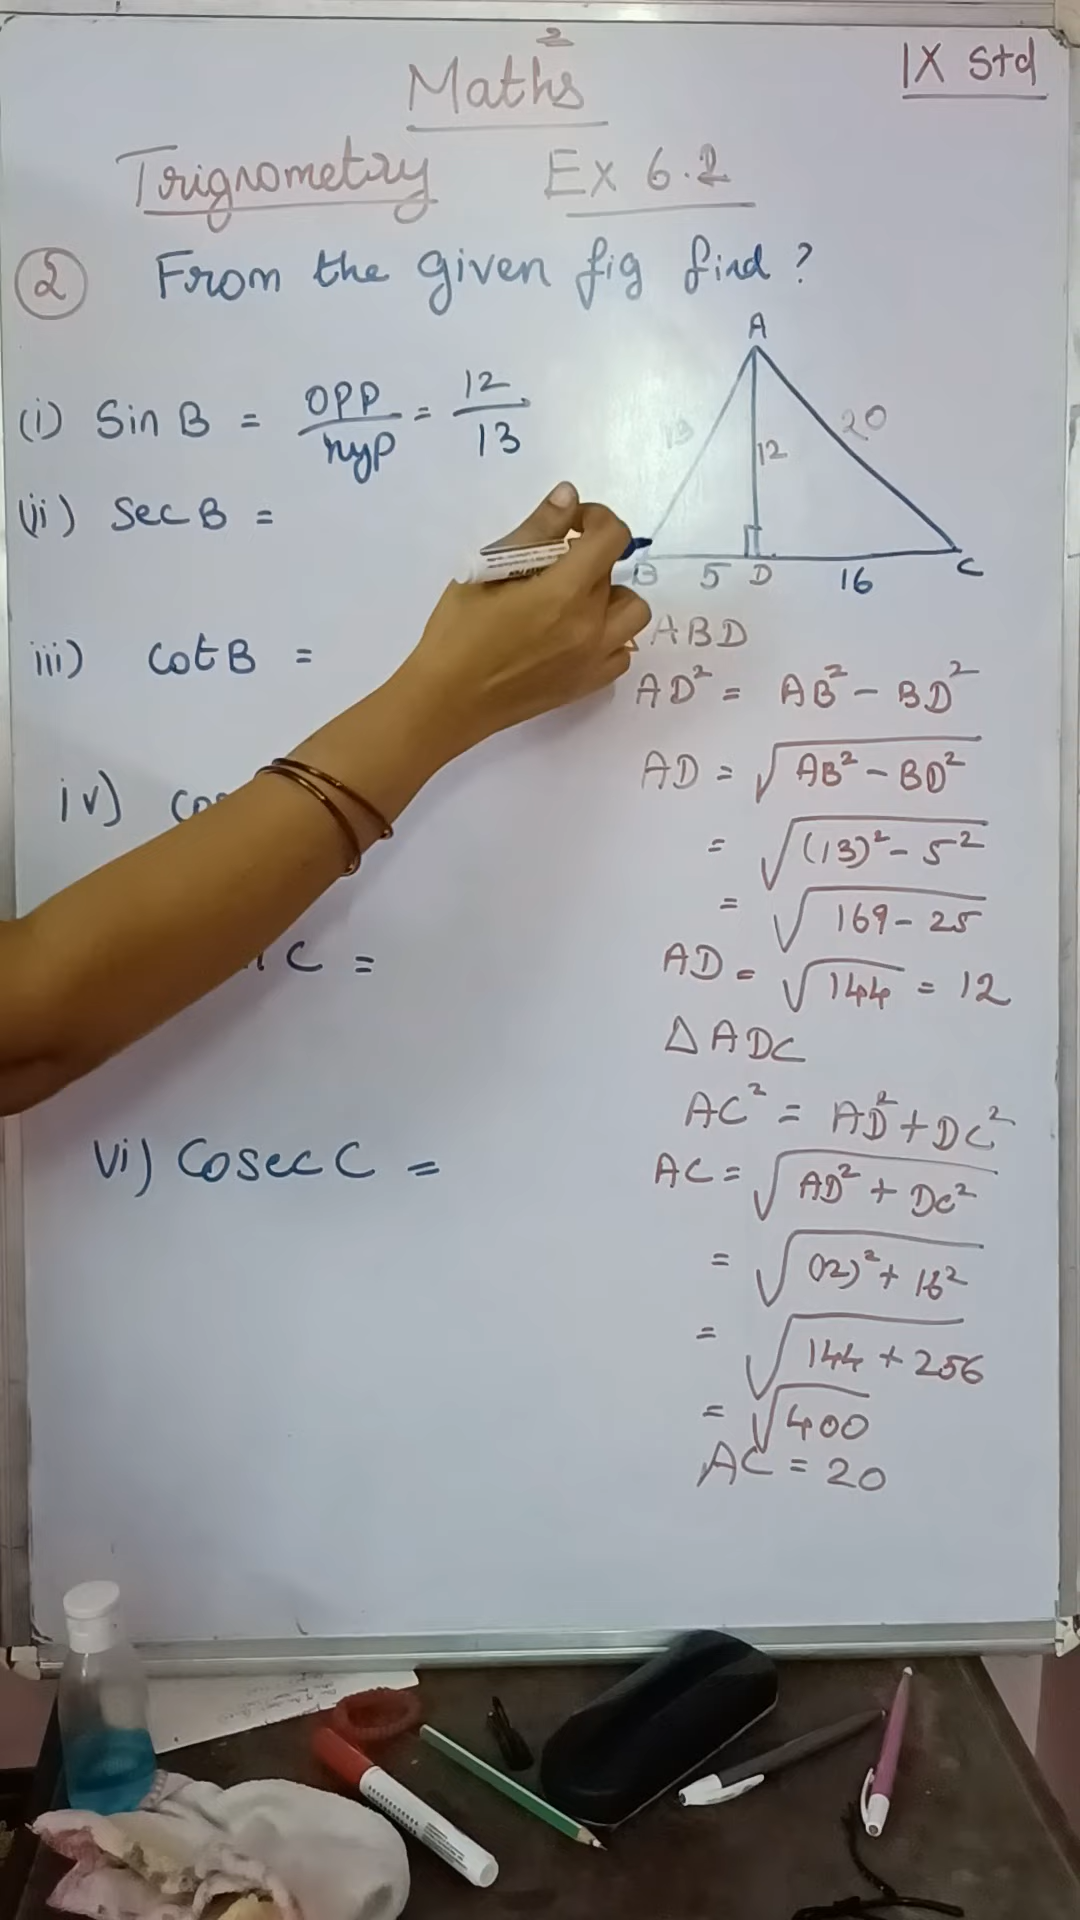 Maths
IX Std
Trignometry Ex 6.2
② From the given fig find ?
(i) Sin B = opp/hyp = 12/13
(ii) Sec B =
iii) Cot B =
iv)
C =
vi) Cosec C =
A
13
12
20
B 5 D 16 C
ABD
AD² = AB² - BD²
AD = √AB² - BD²
= √(13)² - 5²
= √169 - 25
AD = √144 = 12
△ ADC
AC² = AD² + DC²
AC = √AD² + DC²
= √(12)² + 16²
= √144 + 256
= √400
AC = 20